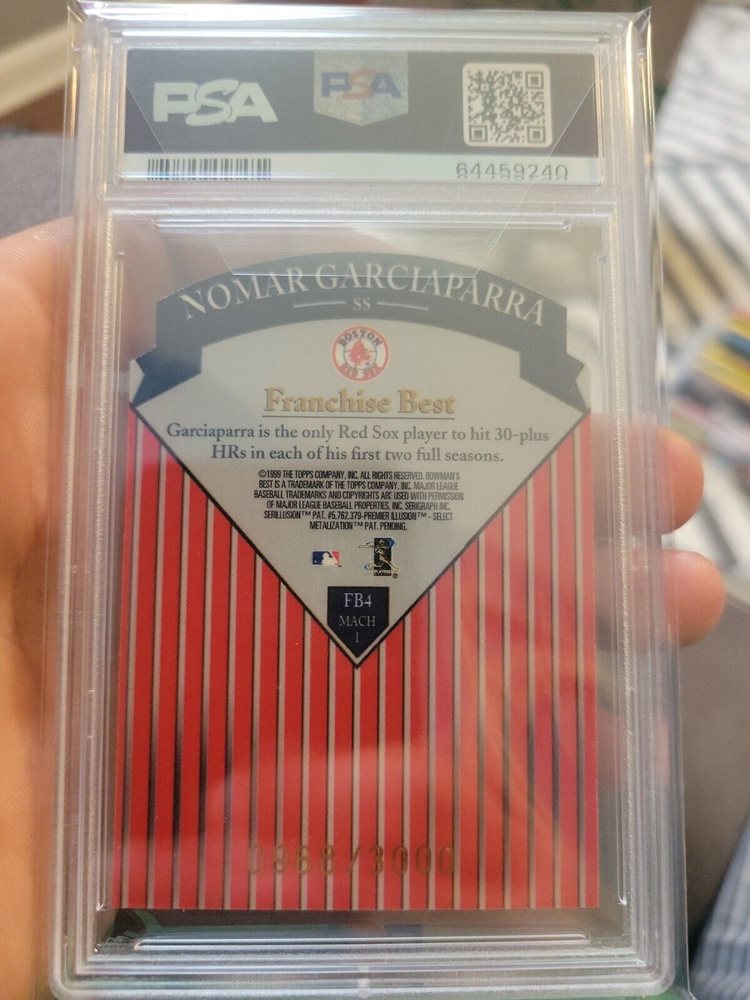 PSA
PSA
64459240
NOMAR GARCIAPARRA
SS
BOSTON
RED SOX
Franchise Best
Garciaparra is the only Red Sox player to hit 30-plus
HRs in each of his first two full seasons.
©1999 THE TOPPS COMPANY, INC. ALL RIGHTS RESERVED. BOWMAN'S
BEST IS A TRADEMARK OF THE TOPPS COMPANY, INC. MAJOR LEAGUE
BASEBALL TRADEMARKS AND COPYRIGHTS ARE USED WITH PERMISSION
OF MAJOR LEAGUE BASEBALL PROPERTIES, INC. SERIGRAPH INC.
SERILLUSION™ PAT. #5,762,379-PREMIER ILLUSION™ - SELECT
METALIZATION™ PAT. PENDING.
FB4
MACH
1
/3000